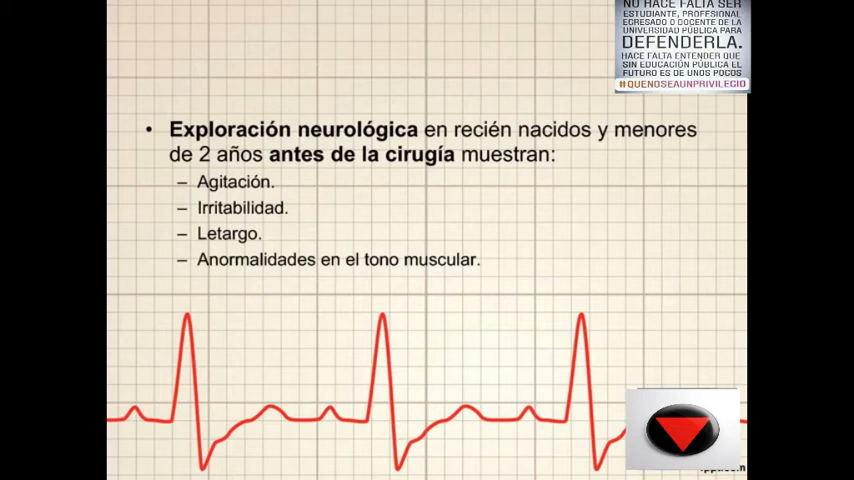 NO HACE FALTA SER
ESTUDIANTE, PROFESIONAL
EGRESADO O DOCENTE DE LA
UNIVERSIDAD PÚBLICA PARA
DEFENDERLA.
HACE FALTA ENTENDER QUE
SIN EDUCACIÓN PÚBLICA EL
FUTURO ES DE UNOS POCOS
#QUENOSEAUNPRIVILEGIO
• Exploración neurológica en recién nacidos y menores
de 2 años antes de la cirugía muestran:
– Agitación.
– Irritabilidad.
– Letargo.
– Anormalidades en el tono muscular.